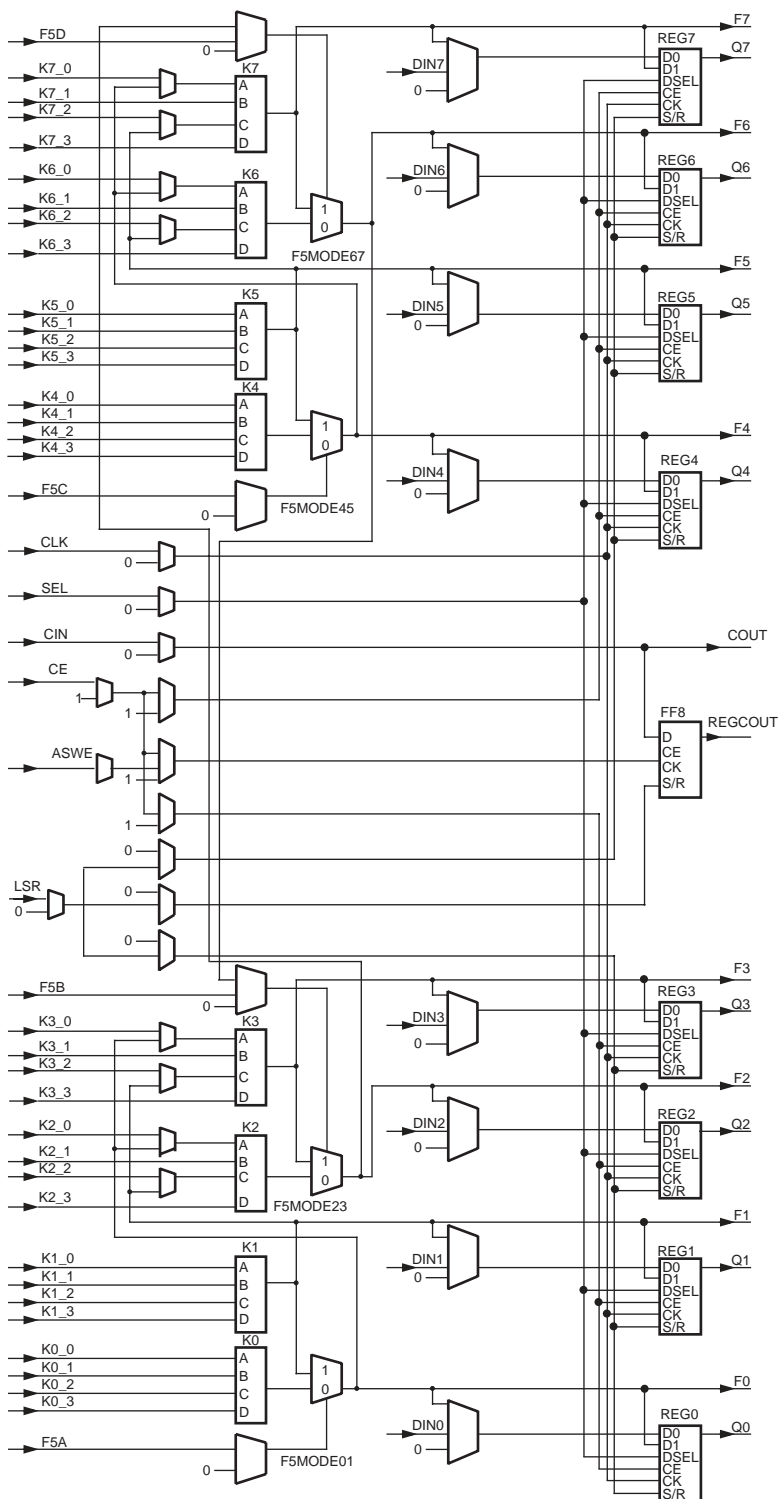 F7
F5D
REG7
0
Q7
D0
K7_0
K7
D1
DIN7
DSEL
A
0
CE
K7_1
B
CK
K7_2
S/R
C
K7_3
D
F6
K6_0
K6
REG6
Q6
D0
A
DIN6
D1
K6_1
B
0
DSEL
K6_2
1
CE
C
0
CK
S/R
K6_3
D
F5MODE67
F5
K5
REG5
Q5
K5_0
A
DIN5
D0
D1
K5_1
B
0
DSEL
K5_2
C
CE
K5_3
D
CK
S/R
K4
K4_0
A
K4_1
B
1
F4
K4_2
C
0
K4_3
D
REG4
Q4
DIN4
D0
D1
F5C
0
DSEL
0
F5MODE45
CE
CK
S/R
CLK
0
SEL
0
CIN
COUT
0
CE
1
1
FF8
REGCOUT
D
ASWE
CE
CK
1
S/R
1
0
LSR
0
0
0
F3
F5B
REG3
0
Q3
D0
K3_0
K3
D1
DIN3
DSEL
A
0
CE
K3_1
B
CK
K3_2
C
S/R
K3_3
D
F2
K2_0
K2
REG2
Q2
D0
A
DIN2
D1
K2_1
B
0
DSEL
K2_2
C
1
CE
0
CK
S/R
K2_3
D
F5MODE23
F1
K1
REG1
Q1
K1_0
A
DIN1
D0
D1
K1_1
B
0
DSEL
K1_2
C
CE
K1_3
D
CK
S/R
K0
K0_0
A
K0_1
B
1
F0
K0_2
C
0
K0_3
D
REG0
Q0
DIN0
D0
D1
F5A
0
DSEL
0
F5MODE01
CE
CK
S/R